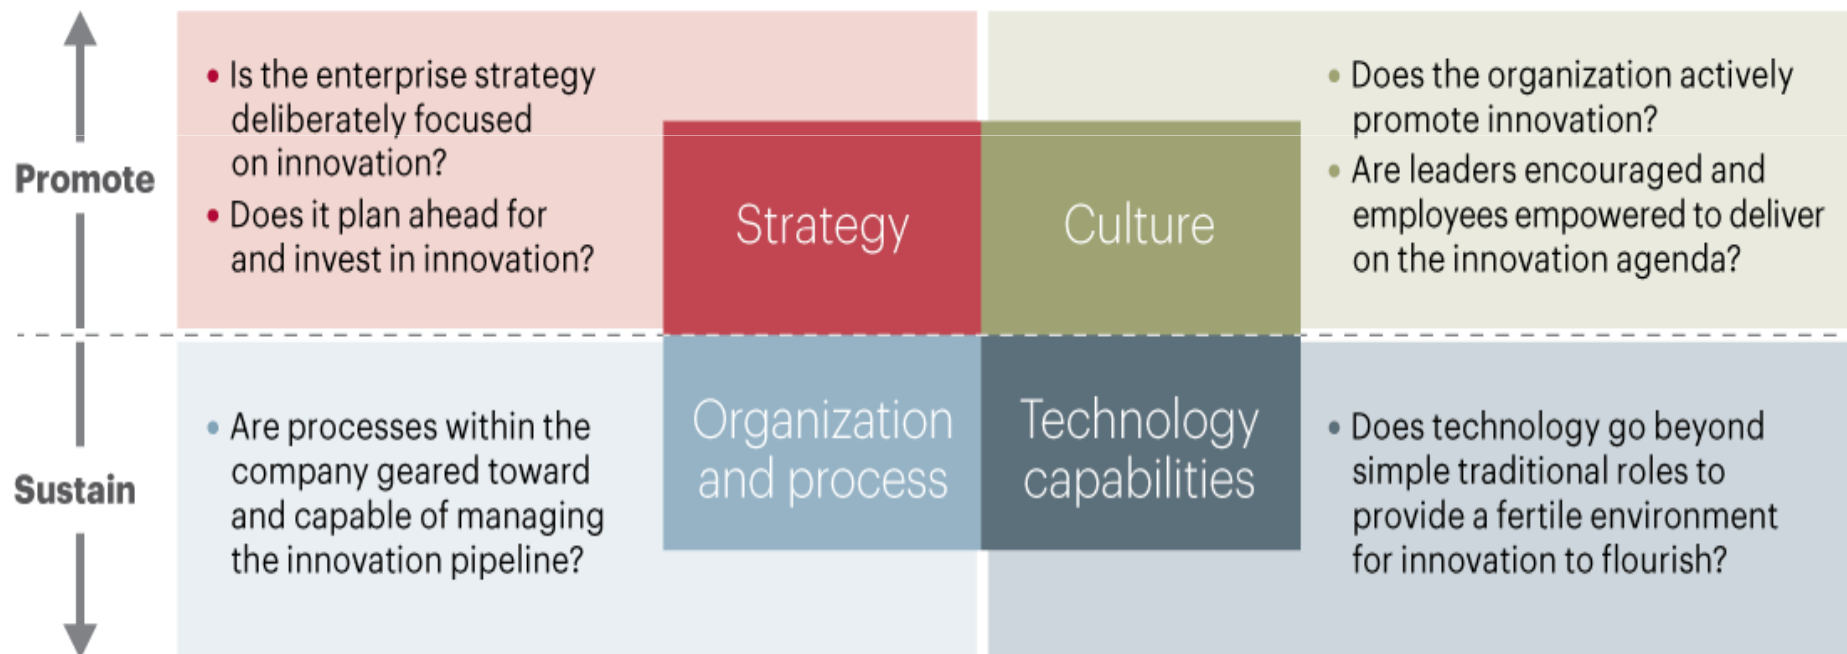 Promote
• Is the enterprise strategy
deliberately focused
on innovation?
• Does it plan ahead for
and invest in innovation?
Strategy
Culture
• Does the organization actively
promote innovation?
• Are leaders encouraged and
employees empowered to deliver
on the innovation agenda?
Sustain
• Are processes within the
company geared toward
and capable of managing
the innovation pipeline?
Organization
and process
Technology
capabilities
• Does technology go beyond
simple traditional roles to
provide a fertile environment
for innovation to flourish?